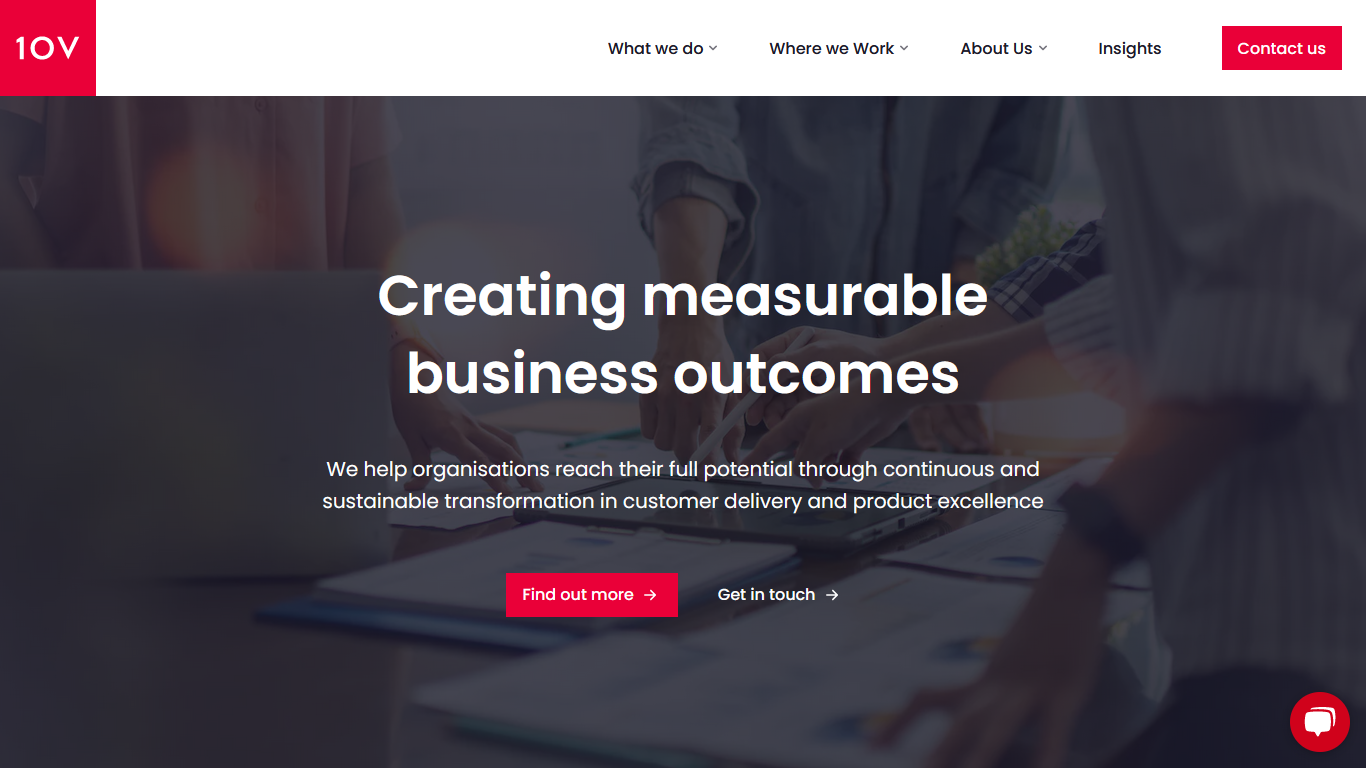 10V
What we do
Where we Work
About Us
Insights
Contact us
Creating measurable
business outcomes
We help organisations reach their full potential through continuous and
sustainable transformation in customer delivery and product excellence
Find out more
Get in touch